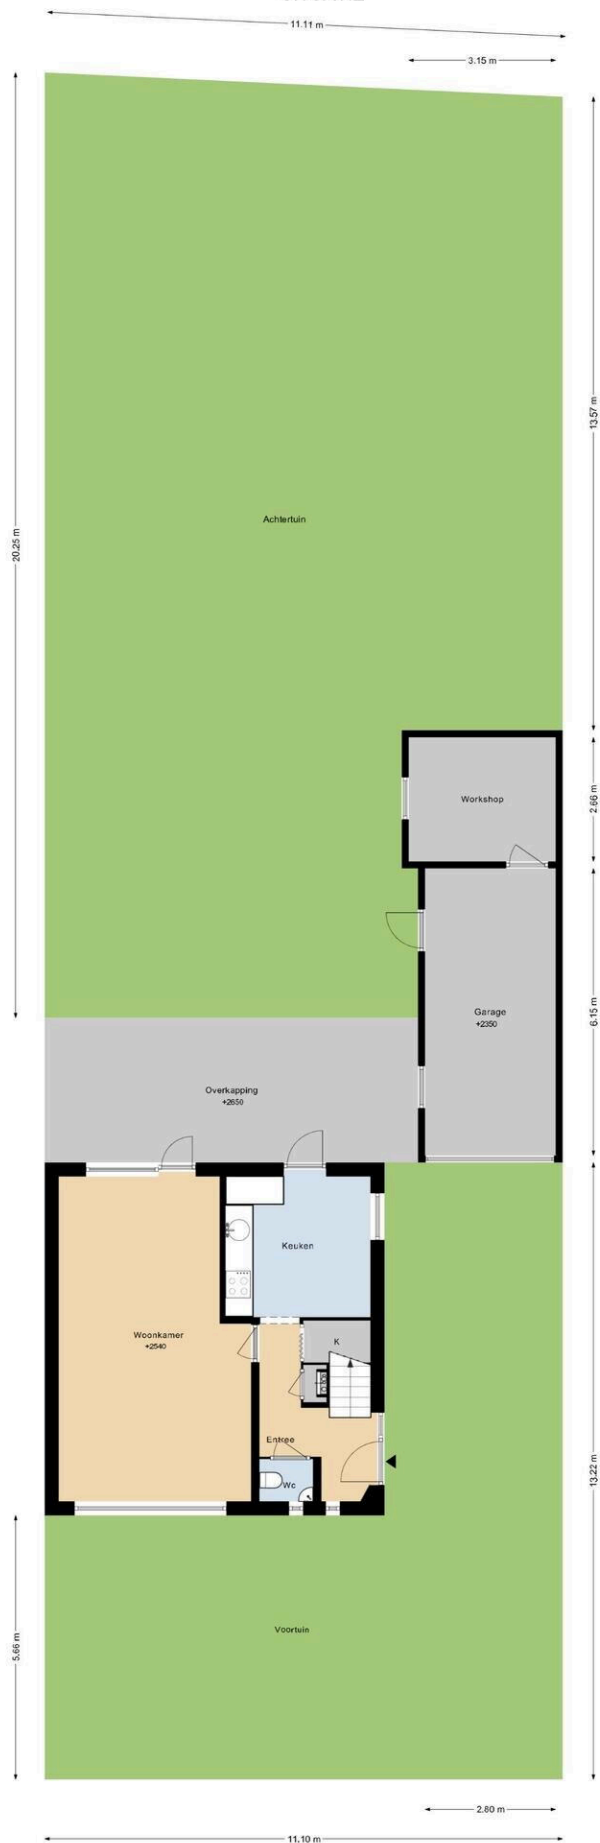 11.11 m
3.15 m
13.57 m
20.25 m
Achtertuin
Workshop
2.66 m
Garage
+2350
6.15 m
Overkapping
+2650
Keuken
Woonkamer
+2540
K
Entree
Wc
13.22 m
Voortuin
5.66 m
2.80 m
11.10 m